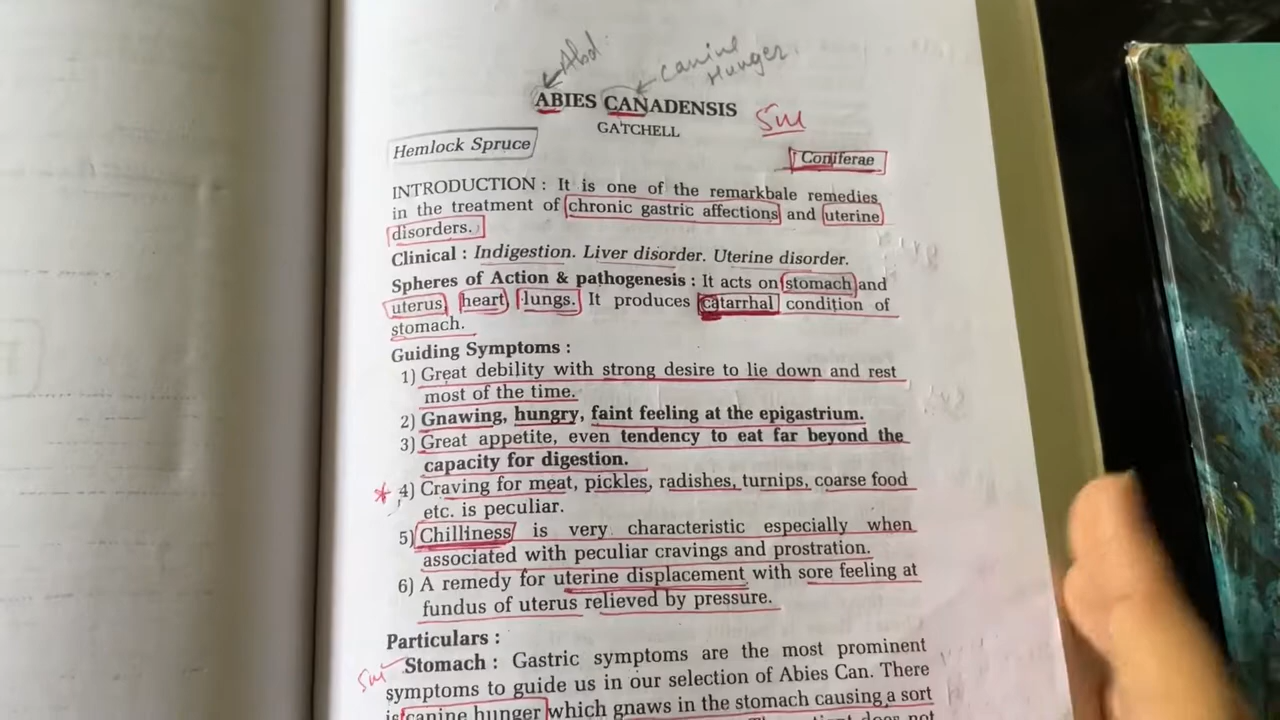 Abd.
canine
Hunger
ABIES CANADENSIS
5m
GATCHELL
Hemlock Spruce
Coniferae
INTRODUCTION : It is one of the remarkbale remedies
in the treatment of chronic gastric affections and uterine
disorders.
Clinical : Indigestion. Liver disorder. Uterine disorder.
Spheres of Action & pathogenesis : It acts on stomach and
uterus, heart, lungs. It produces catarrhal condition of
stomach.
Guiding Symptoms :
1) Great debility with strong desire to lie down and rest
most of the time.
2) Gnawing, hungry, faint feeling at the epigastrium.
3) Great appetite, even tendency to eat far beyond the
capacity for digestion.
4) Craving for meat, pickles, radishes, turnips, coarse food
etc. is peculiar.
5) Chilliness is very characteristic especially when
associated with peculiar cravings and prostration.
6) A remedy for uterine displacement with sore feeling at
fundus of uterus relieved by pressure.
Particulars :
5m
Stomach : Gastric symptoms are the most prominent
symptoms to guide us in our selection of Abies Can. There
is canine hunger which gnaws in the stomach causing a sort
does not